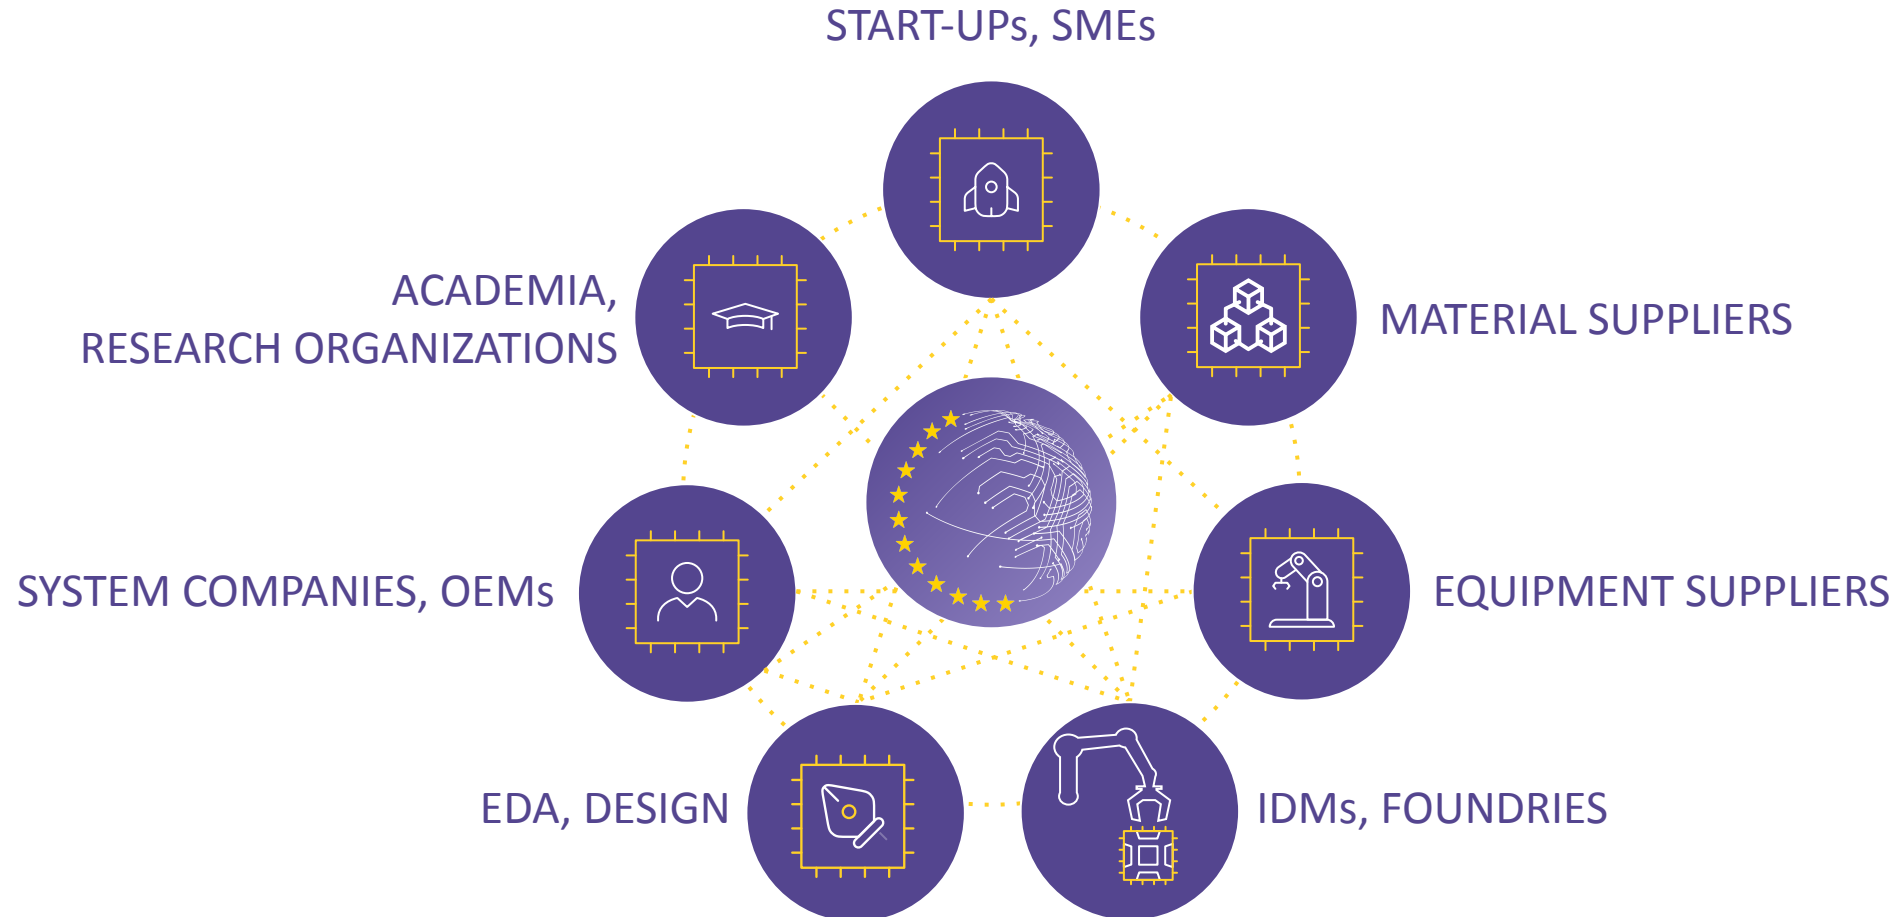 START-UPs, SMEs
ACADEMIA,
RESEARCH ORGANIZATIONS
MATERIAL SUPPLIERS
SYSTEM COMPANIES, OEMs
EQUIPMENT SUPPLIERS
EDA, DESIGN
IDMs, FOUNDRIES